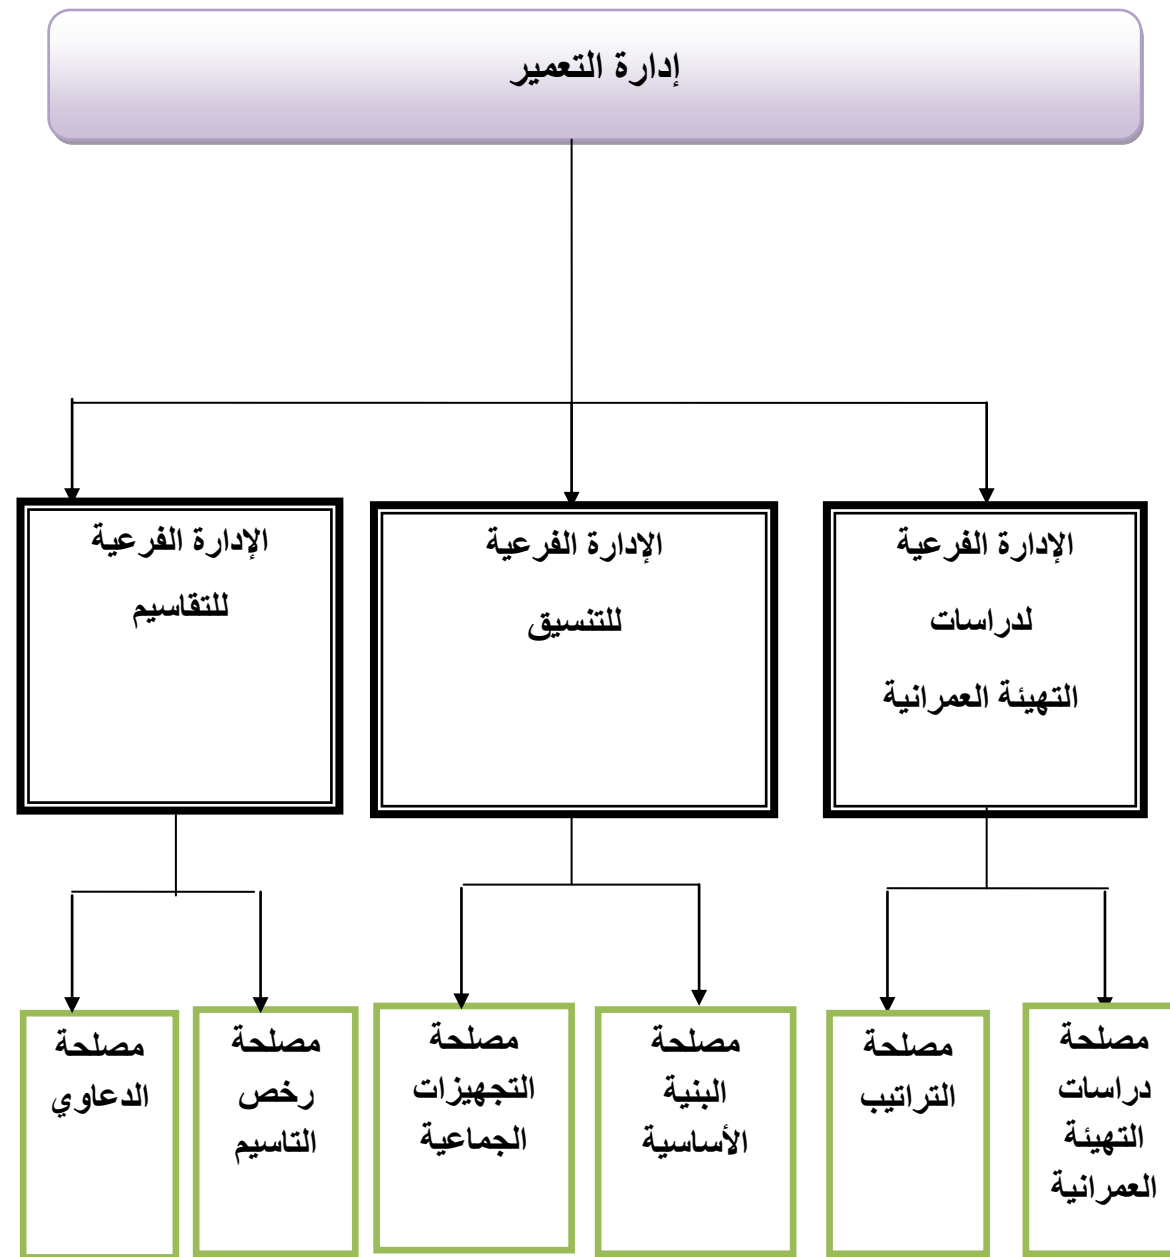 إدارة التعمير
الإدارة الفرعية
لدراسات
التهيئة العمرانية
الإدارة الفرعية
للتنسيق
الإدارة الفرعية
للتقاسيم
مصلحة
دراسات
التهيئة
العمرانية
مصلحة
التراتيب
مصلحة
البنية
الأساسية
مصلحة
التجهيزات
الجماعية
مصلحة
رخص
التاسيم
مصلحة
الدعاوي